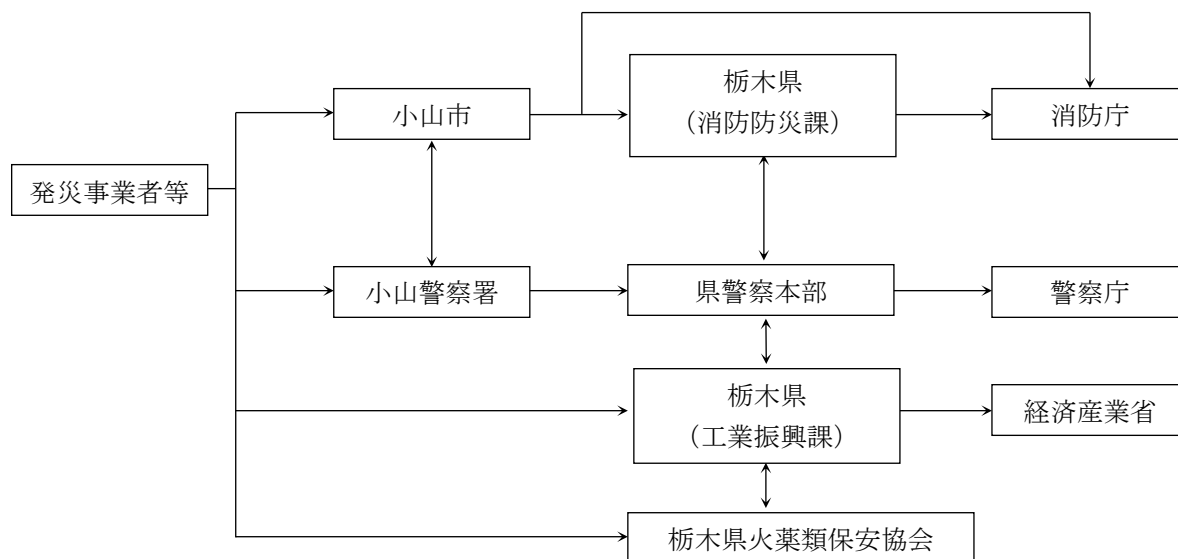 小山市
栃木県
（消防防災課）
消防庁
発災事業者等
小山警察署
県警察本部
警察庁
栃木県
（工業振興課）
経済産業省
栃木県火薬類保安協会